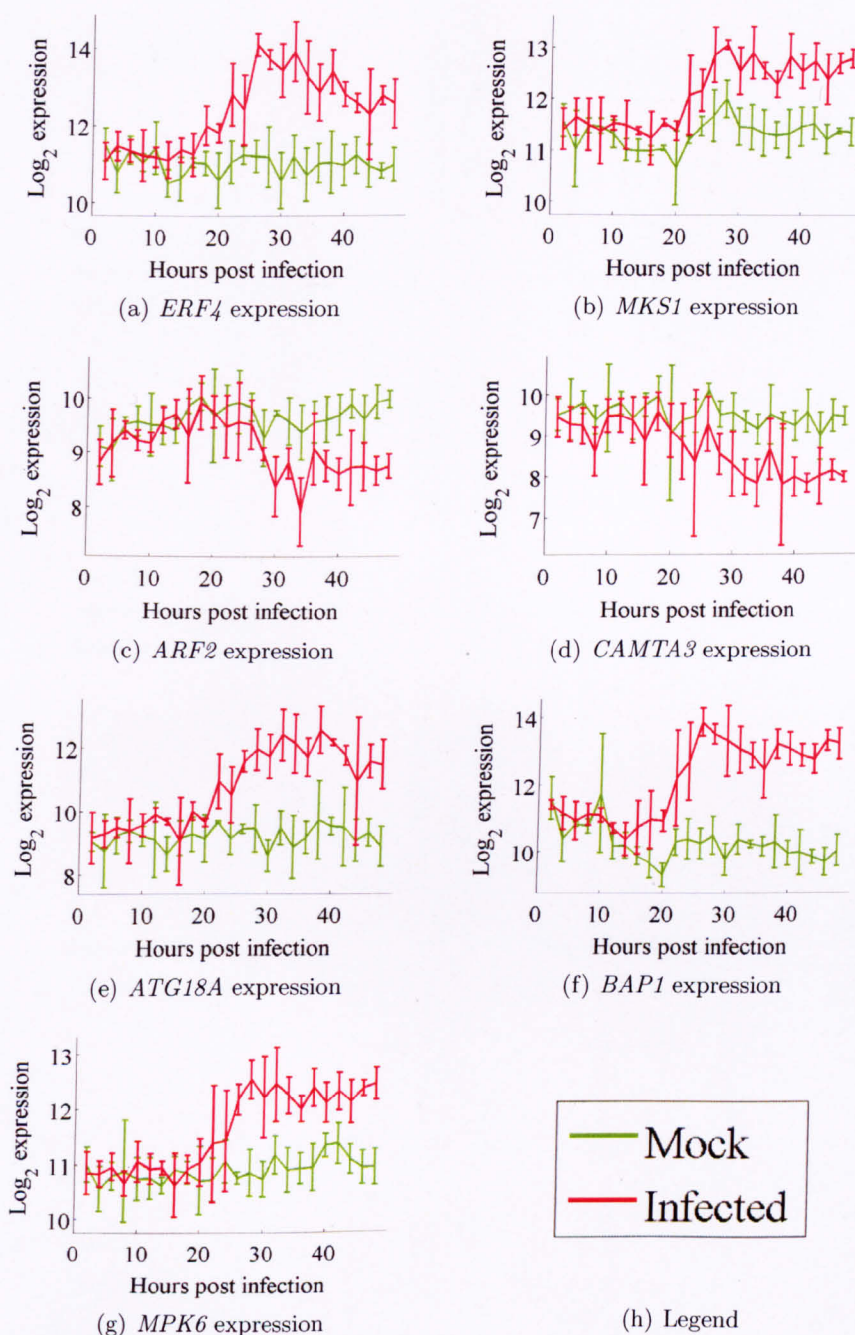 14
12
10
Log2 expression
0 10 20 30 40
Hours post infection
(a) ERF4 expression
13
12
11
10
Log2 expression
0 10 20 30 40
Hours post infection
(b) MKS1 expression
10
9
8
Log2 expression
0 10 20 30 40
Hours post infection
(c) ARF2 expression
10
9
8
7
Log2 expression
0 10 20 30 40
Hours post infection
(d) CAMTA3 expression
12
10
8
Log2 expression
0 10 20 30 40
Hours post infection
(e) ATG18A expression
14
12
10
Log2 expression
0 10 20 30 40
Hours post infection
(f) BAP1 expression
13
12
11
10
Log2 expression
0 10 20 30 40
Hours post infection
(g) MPK6 expression
Mock
Infected
(h) Legend